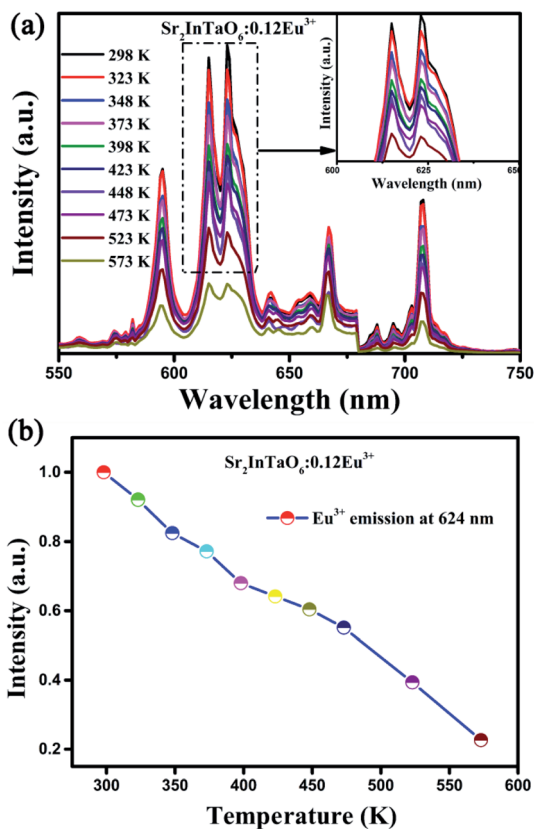 (a)
Sr₂InTaO₆:0.12Eu³⁺
298 K
323 K
348 K
373 K
398 K
423 K
448 K
473 K
523 K
573 K
Intensity (a.u.)
550 600 650 700 750
Wavelength (nm)
Intensity (a.u.)
600 625 650
Wavelength (nm)
(b)
Sr₂InTaO₆:0.12Eu³⁺
Eu³⁺ emission at 624 nm
Intensity (a.u.)
1.0
0.8
0.6
0.4
0.2
300 350 400 450 500 550 600
Temperature (K)